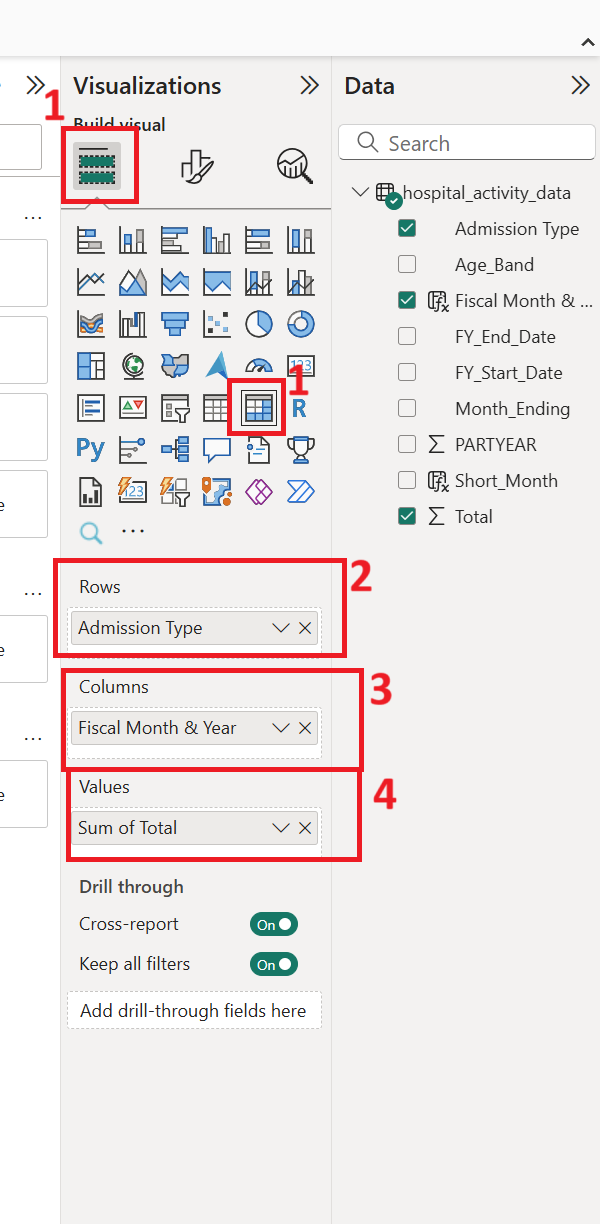 Visualizations
1
Build visual
123
1
R
Py
123
...
2
Rows
Admission Type
3
Columns
Fiscal Month & Year
4
Values
Sum of Total
Drill through
Cross-report
On
Keep all filters
On
Add drill-through fields here
Data
Search
hospital_activity_data
Admission Type
Age_Band
Fiscal Month & ...
FY_End_Date
FY_Start_Date
Month_Ending
∑ PARTYEAR
Short_Month
∑ Total